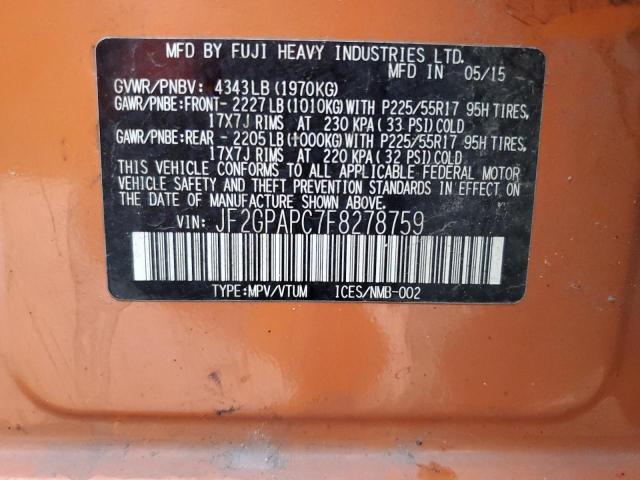 MFD BY FUJI HEAVY INDUSTRIES LTD.
MFD IN 05/15
GVWR/PNBV: 4343LB (1970KG)
GAWR/PNBE:FRONT- 2227LB (1010KG) WITH P225/55R17 95H TIRES,
17X7J RIMS AT 230 KPA (33 PSI) COLD
GAWR/PNBE:REAR - 2205LB (1000KG) WITH P225/55R17 95H TIRES,
17X7J RIMS AT 220 KPA (32 PSI) COLD
THIS VEHICLE CONFORMS TO ALL APPLICABLE FEDERAL MOTOR
VEHICLE SAFETY AND THEFT PREVENTION STANDARDS IN EFFECT ON
THE DATE OF MANUFACTURE SHOWN ABOVE.
VIN: JF2GPAPC7F8278759
TYPE:MPV/VTUM ICES/NMB-002